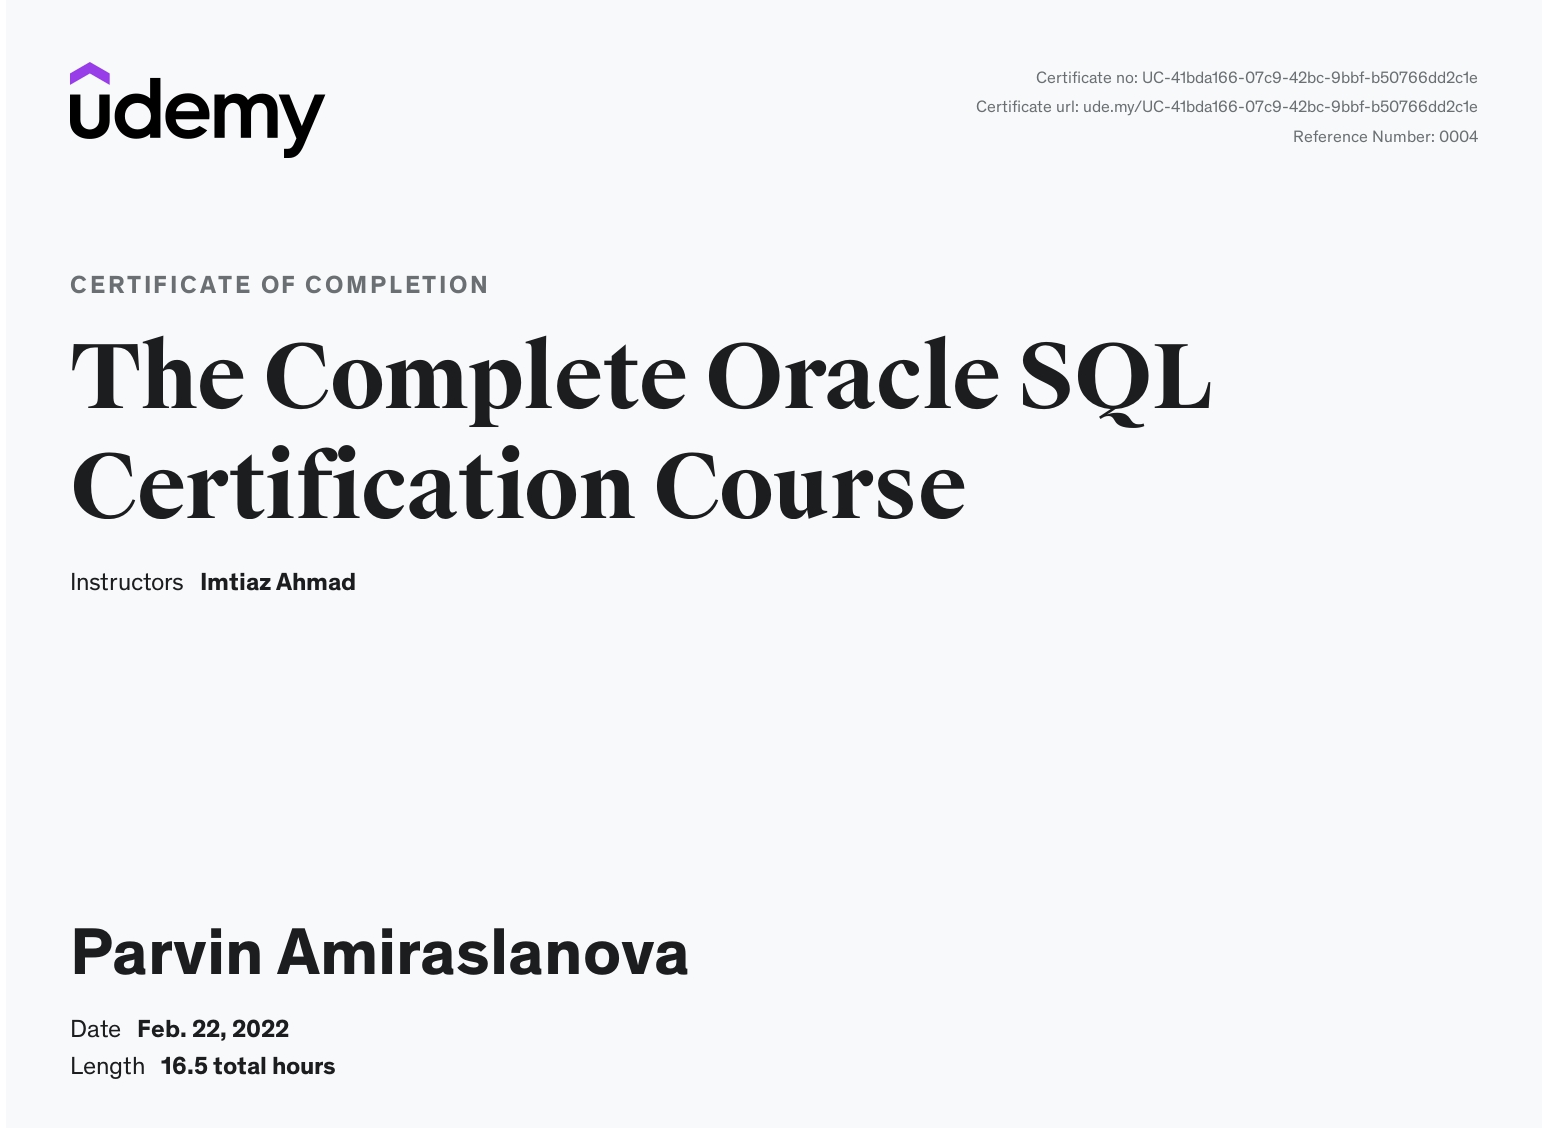 udemy
Certificate no: UC-41bda166-07c9-42bc-9bbf-b50766dd2c1e
Certificate url: ude.my/UC-41bda166-07c9-42bc-9bbf-b50766dd2c1e
Reference Number: 0004
CERTIFICATE OF COMPLETION
The Complete Oracle SQL
Certification Course
Instructors Imtiaz Ahmad
Parvin Amiraslanova
Date Feb. 22, 2022
Length 16.5 total hours